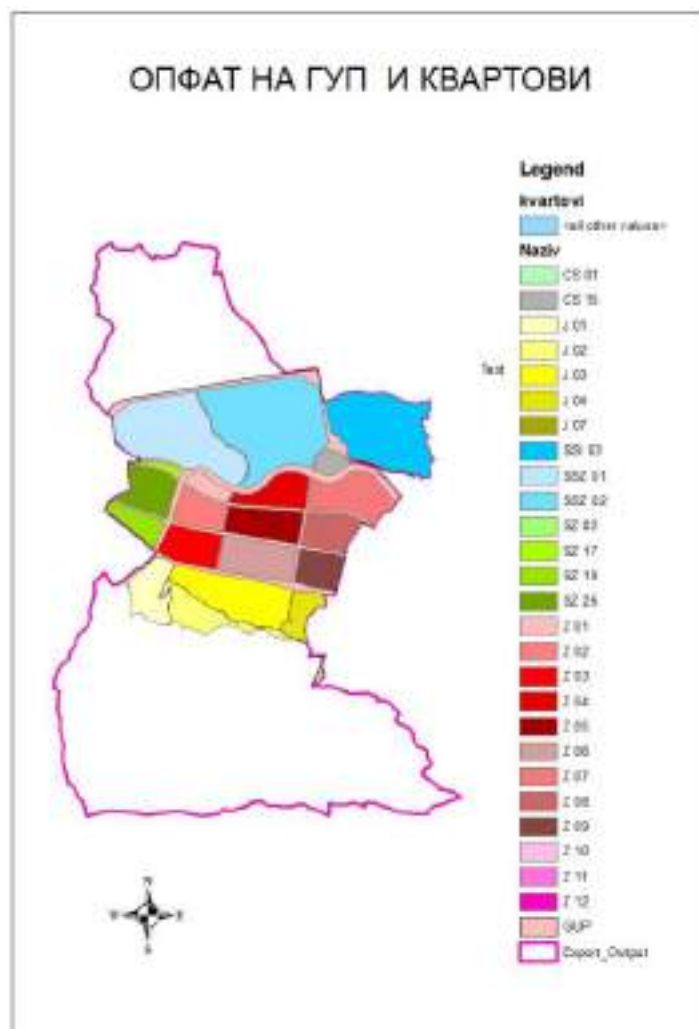 ОПФАТ НА ГУП И КВАРТОВИ
Legend
kvartovi
<all other values>
Naziv
CS 01
CS 15
J 01
J 02
Text
J 03
J 04
J 07
SSI 03
SSZ 01
SSZ 02
SZ 03
SZ 17
SZ 19
SZ 25
Z 01
Z 02
Z 03
Z 04
Z 05
Z 06
Z 07
Z 08
Z 09
Z 10
Z 11
Z 12
GUP
Export_Output
N
W E
S